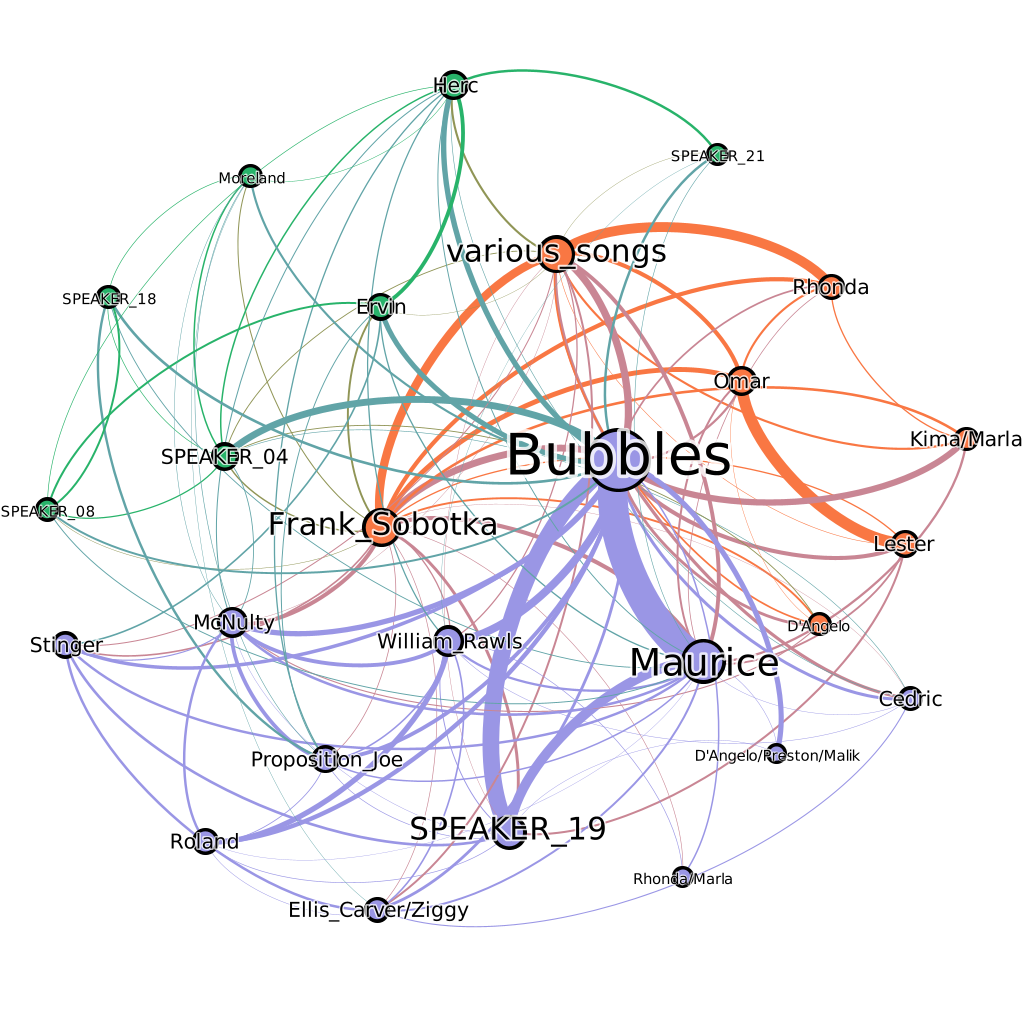 Herc
SPEAKER_21
Moreland
various_songs
Rhonda
SPEAKER_18
Ervin
Omar
Kima/Marla
Bubbles
SPEAKER_04
SPEAKER_08
Frank_Sobotka
Lester
McNulty
D'Angelo
Stinger
William_Rawls
Maurice
Cedric
Proposition_Joe
D'Angelo/Preston/Malik
SPEAKER_19
Roland
Rhonda/Marla
Ellis_Carver/Ziggy